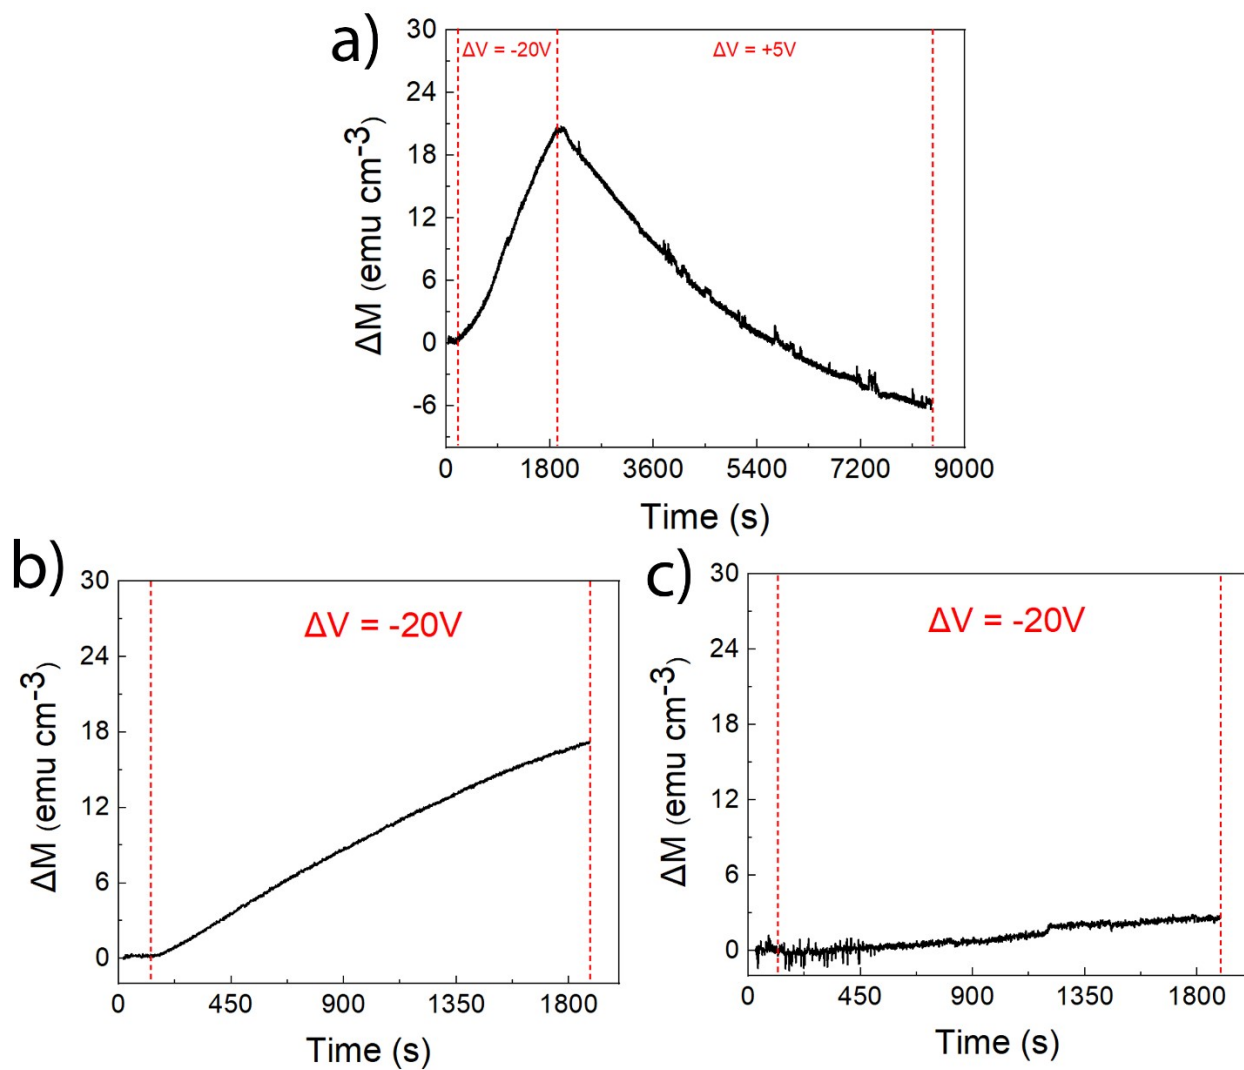 a)
ΔV = -20V
ΔV = +5V
30
24
18
12
6
0
-6
ΔM (emu cm-3)
0 1800 3600 5400 7200 9000
Time (s)
b)
ΔV = -20V
30
24
18
12
6
0
ΔM (emu cm-3)
0 450 900 1350 1800
Time (s)
c)
ΔV = -20V
30
24
18
12
6
0
ΔM (emu cm-3)
0 450 900 1350 1800
Time (s)